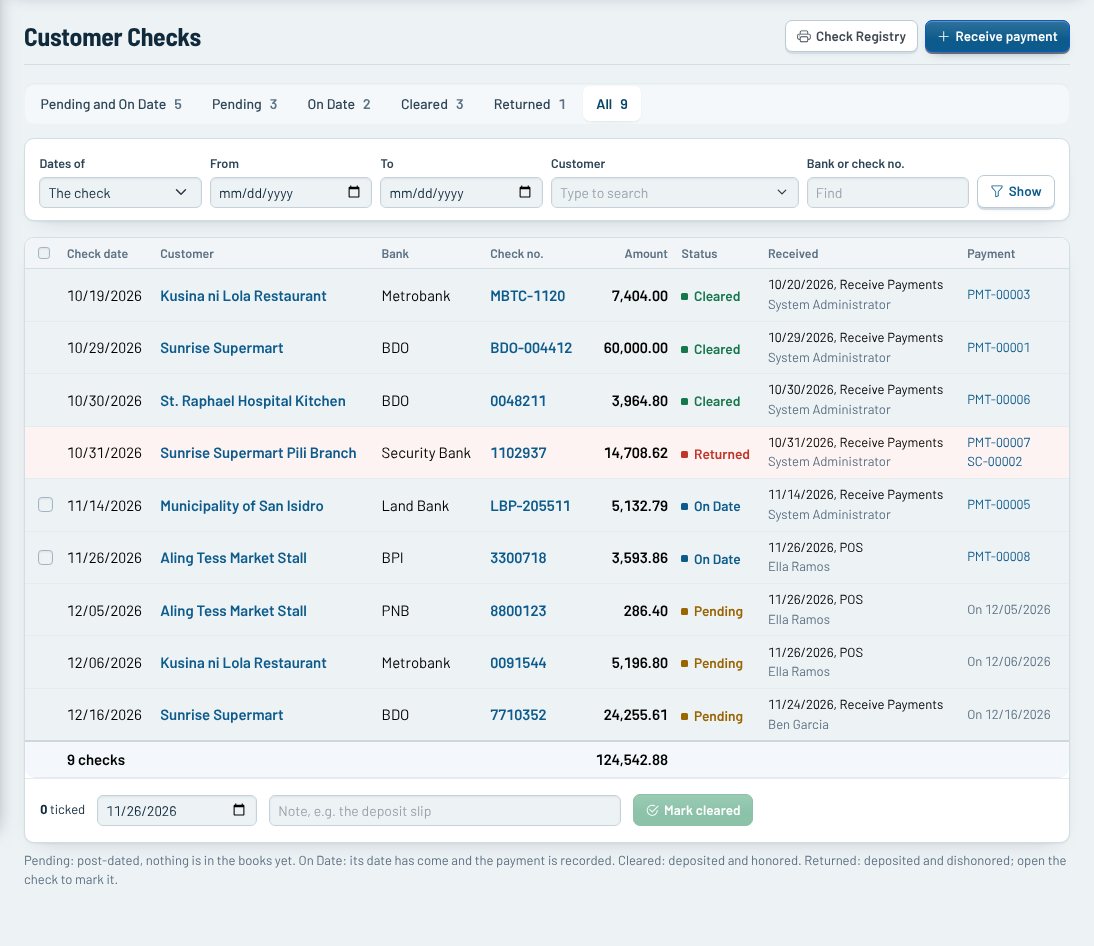 Customer Checks
Check Registry
+ Receive payment
Pending and On Date 5 Pending 3 On Date 2 Cleared 3 Returned 1 All 9
Dates of From To Customer Bank or check no.
The check mm/dd/yyyy mm/dd/yyyy Type to search Find Show
Check date Customer Bank Check no. Amount Status Received Payment
10/19/2026 Kusina ni Lola Restaurant Metrobank MBTC-1120 7,404.00 Cleared 10/20/2026, Receive Payments PMT-00003
System Administrator
10/29/2026 Sunrise Supermart BDO BDO-004412 60,000.00 Cleared 10/29/2026, Receive Payments PMT-00001
System Administrator
10/30/2026 St. Raphael Hospital Kitchen BDO 0048211 3,964.80 Cleared 10/30/2026, Receive Payments PMT-00006
System Administrator
10/31/2026 Sunrise Supermart Pili Branch Security Bank 1102937 14,708.62 Returned 10/31/2026, Receive Payments PMT-00007
System Administrator SC-00002
11/14/2026 Municipality of San Isidro Land Bank LBP-205511 5,132.79 On Date 11/14/2026, Receive Payments PMT-00005
System Administrator
11/26/2026 Aling Tess Market Stall BPI 3300718 3,593.86 On Date 11/26/2026, POS PMT-00008
Ella Ramos
12/05/2026 Aling Tess Market Stall PNB 8800123 286.40 Pending 11/26/2026, POS On 12/05/2026
Ella Ramos
12/06/2026 Kusina ni Lola Restaurant Metrobank 0091544 5,196.80 Pending 11/26/2026, POS On 12/06/2026
Ella Ramos
12/16/2026 Sunrise Supermart BDO 7710352 24,255.61 Pending 11/24/2026, Receive Payments On 12/16/2026
Ben Garcia
9 checks 124,542.88
0 ticked 11/26/2026 Note, e.g. the deposit slip Mark cleared
Pending: post-dated, nothing is in the books yet. On Date: its date has come and the payment is recorded. Cleared: deposited and honored. Returned: deposited and dishonored; open the
check to mark it.